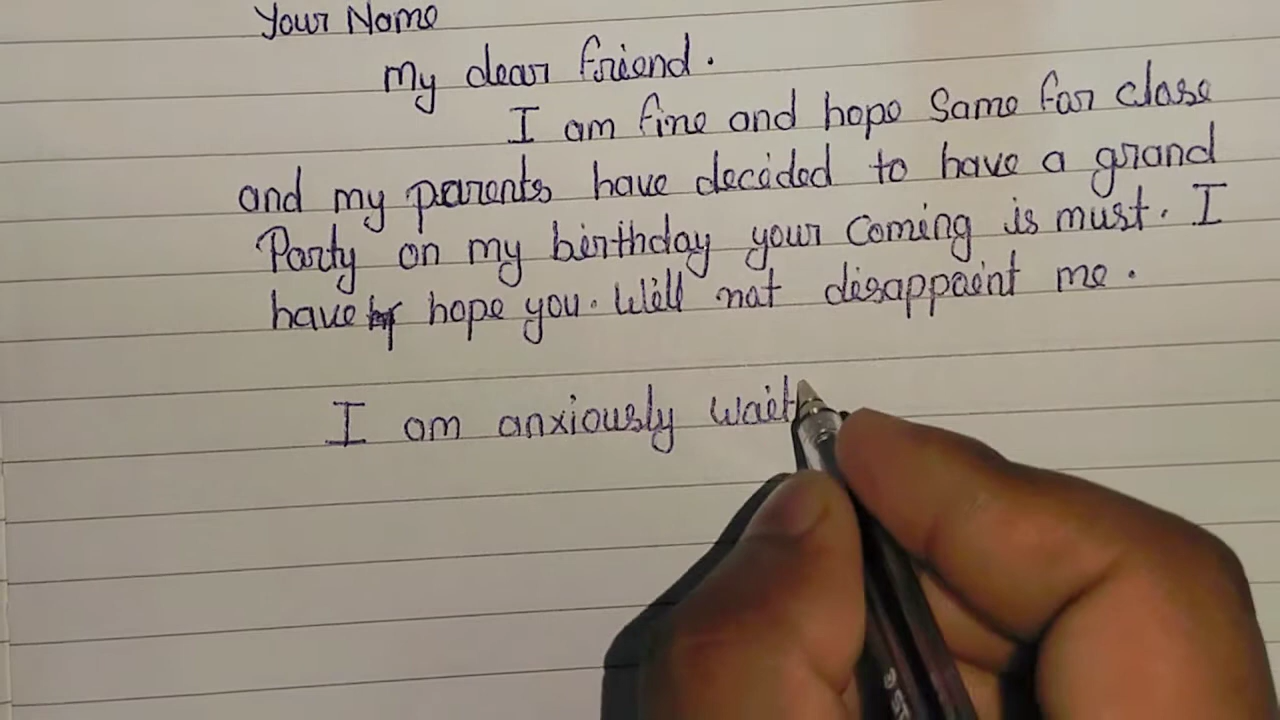 Your Name
My dear friend.
I am fine and hope Same for close
and my parents have decided to have a grand
Party on my birthday your Coming is must. I
have hope you. Will not disappoint me.
I am anxiously wait